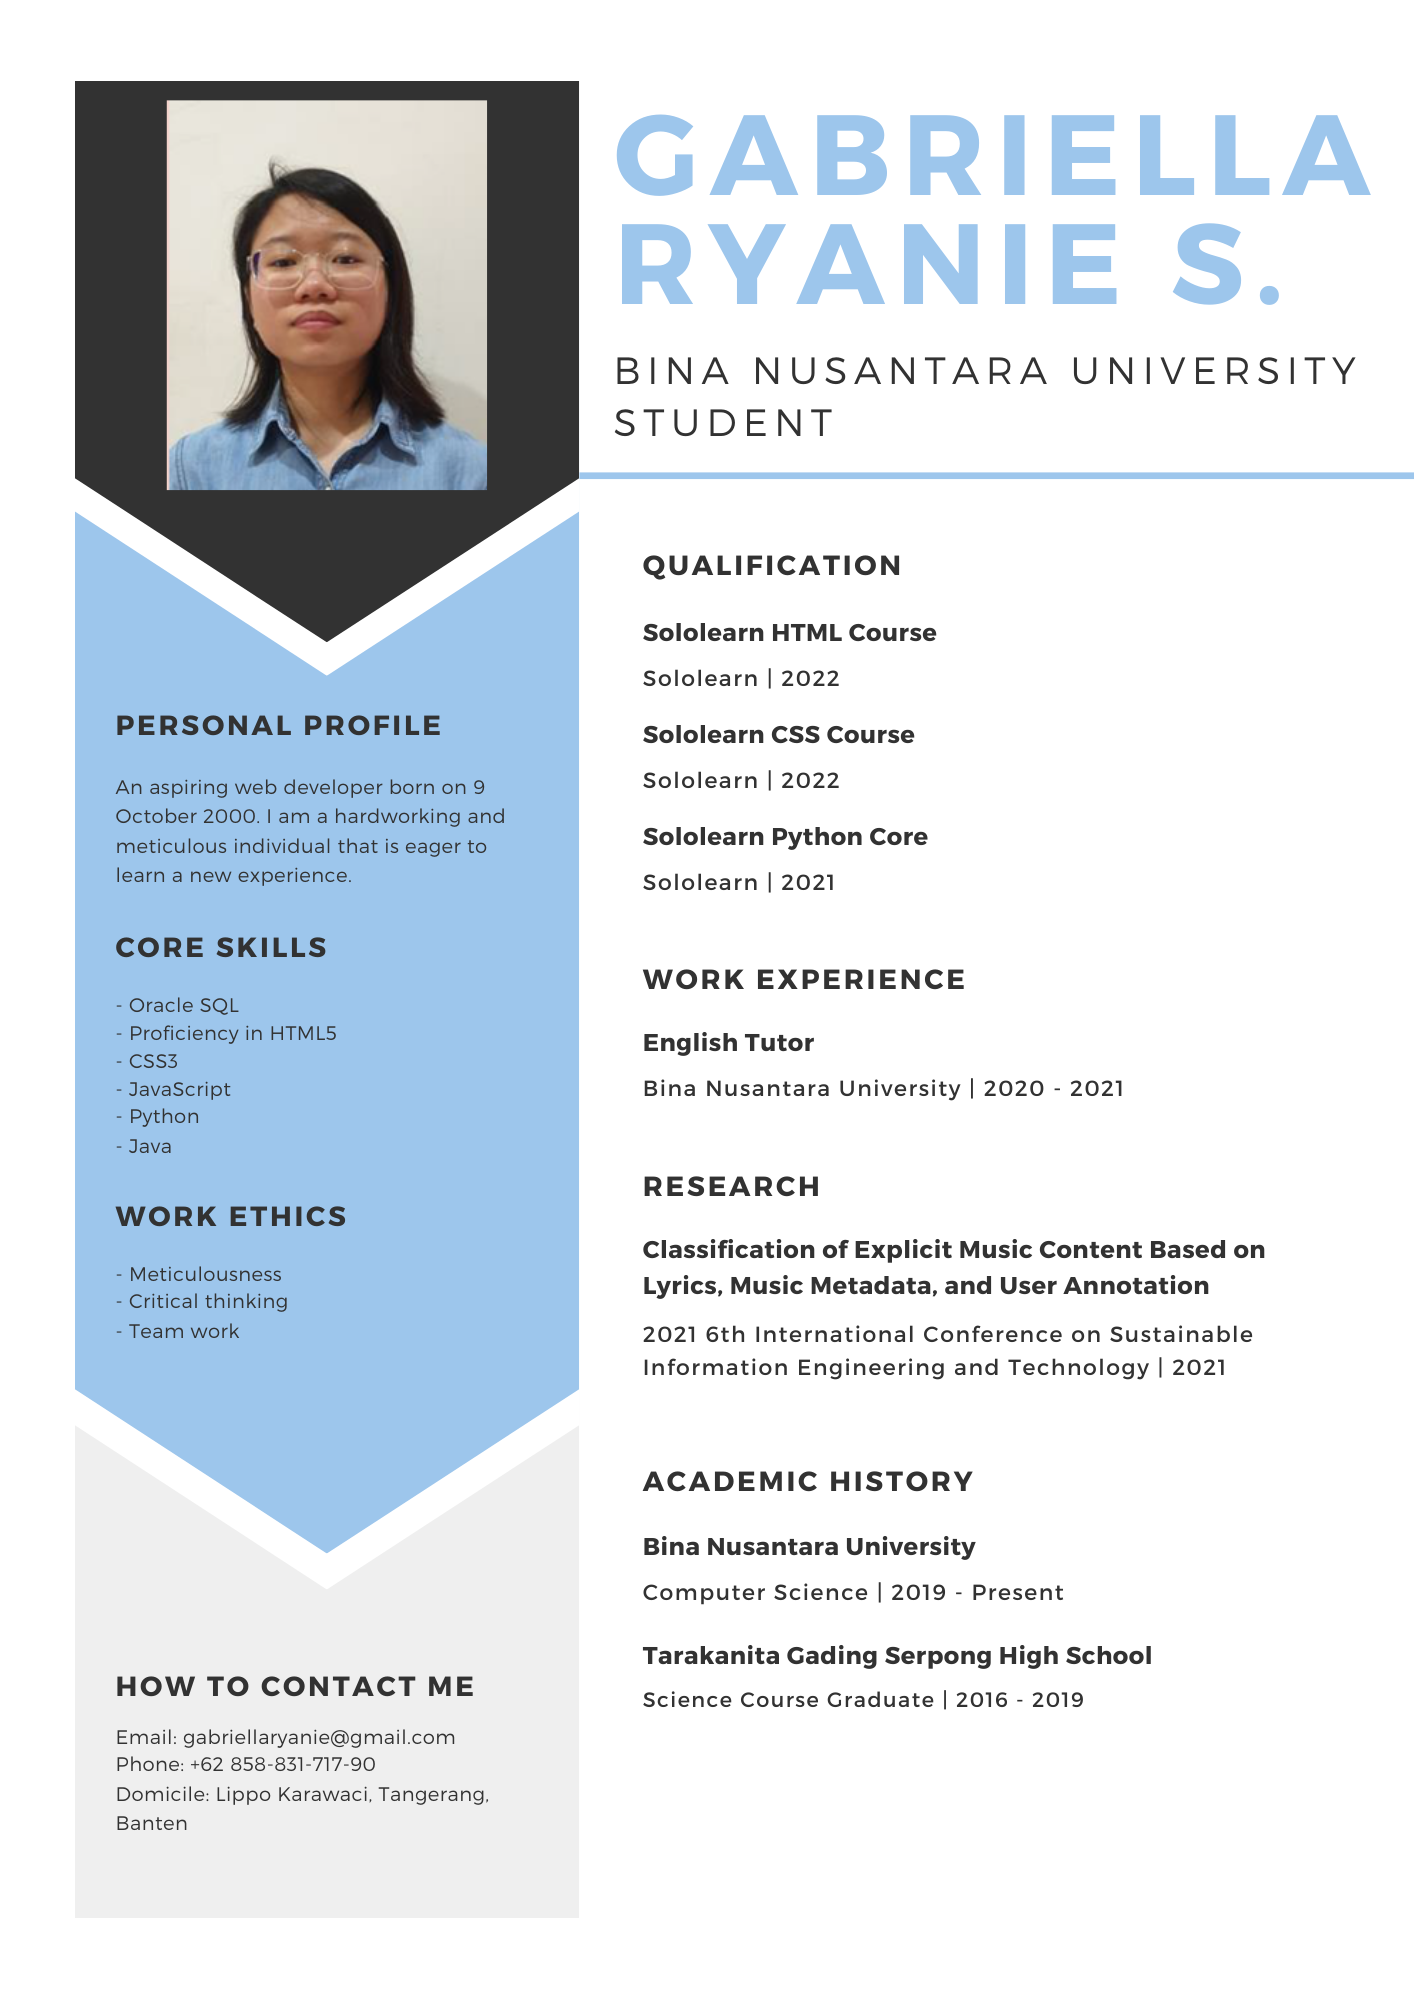 GABRIELLA
RYANIE S.
BINA NUSANTARA UNIVERSITY
STUDENT
PERSONAL PROFILE
An aspiring web developer born on 9
October 2000. I am a hardworking and
meticulous individual that is eager to
learn a new experience.
CORE SKILLS
- Oracle SQL
- Proficiency in HTML5
- CSS3
- JavaScript
- Python
- Java
WORK ETHICS
- Meticulousness
- Critical thinking
- Team work
HOW TO CONTACT ME
Email: gabriellaryanie@gmail.com
Phone: +62 858-831-717-90
Domicile: Lippo Karawaci, Tangerang,
Banten
QUALIFICATION
Sololearn HTML Course
Sololearn | 2022
Sololearn CSS Course
Sololearn | 2022
Sololearn Python Core
Sololearn | 2021
WORK EXPERIENCE
English Tutor
Bina Nusantara University | 2020 - 2021
RESEARCH
Classification of Explicit Music Content Based on
Lyrics, Music Metadata, and User Annotation
2021 6th International Conference on Sustainable
Information Engineering and Technology | 2021
ACADEMIC HISTORY
Bina Nusantara University
Computer Science | 2019 - Present
Tarakanita Gading Serpong High School
Science Course Graduate | 2016 - 2019